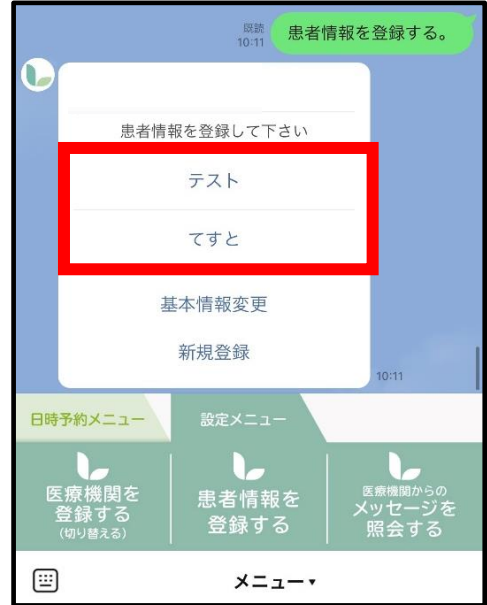 既読
10:11
患者情報を登録する。
患者情報を登録して下さい
テスト
てすと
基本情報変更
新規登録
10:11
日時予約メニュー
設定メニュー
医療機関を
登録する
(切り替える)
患者情報を
登録する
医療機関からの
メッセージを
照会する
メニュー▾